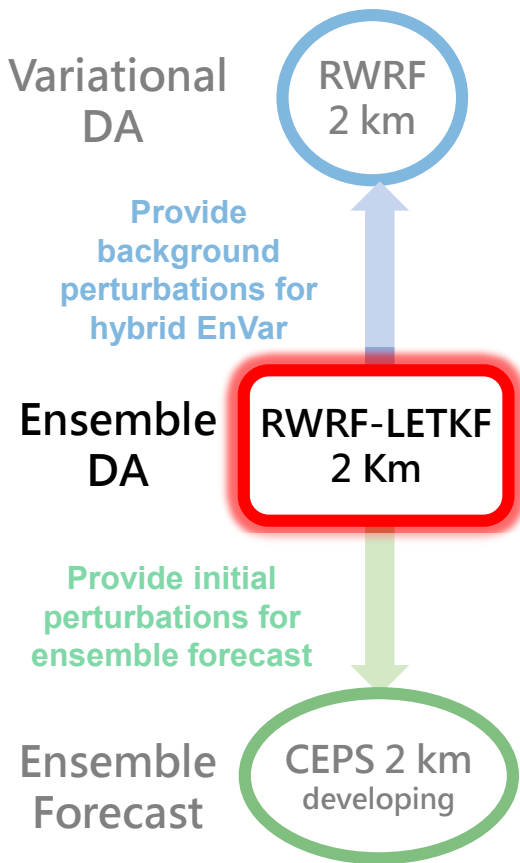 Variational
DA
RWRF
2 km
Provide
background
perturbations for
hybrid EnVar
Ensemble
DA
RWRF-LETKF
2 Km
Provide initial
perturbations for
ensemble forecast
Ensemble
Forecast
CEPS 2 km
developing